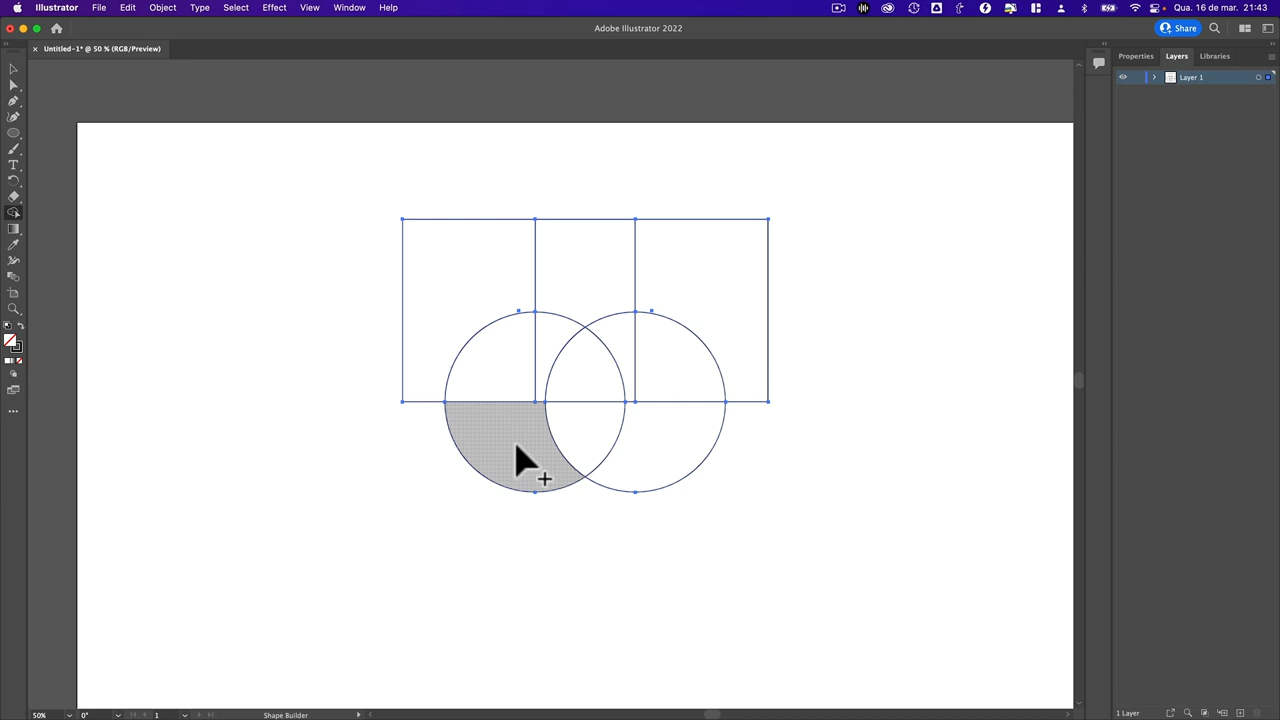 Illustrator File Edit Object Type Select Effect View Window Help Qua. 16 de mar. 21:43
Adobe Illustrator 2022
Share
× Untitled-1* @ 50 % (RGB/Preview)
Properties Layers Libraries
Layer 1
50% 0° 1 Shape Builder
1 Layer